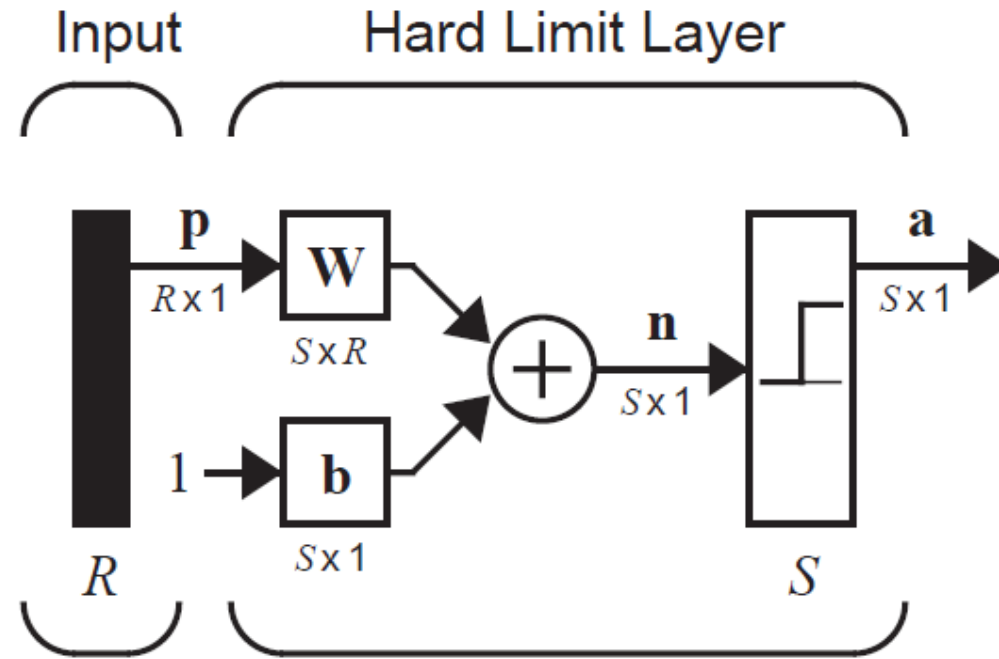 Input Hard Limit Layer
p a
W
R x 1 S x 1
n
S x R
S x 1
1 b
S x 1
R S